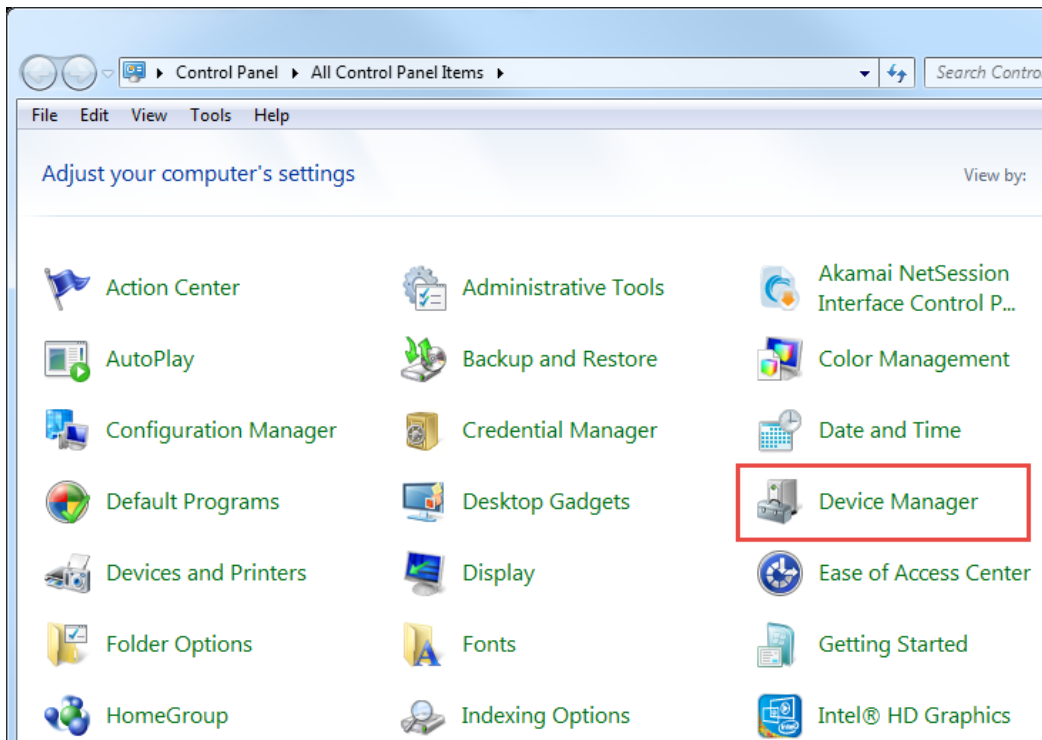 Control Panel All Control Panel Items Search Contro
File Edit View Tools Help
Adjust your computer's settings View by:
Action Center Administrative Tools Akamai NetSession
Interface Control P...
AutoPlay Backup and Restore Color Management
Configuration Manager Credential Manager Date and Time
Default Programs Desktop Gadgets Device Manager
Devices and Printers Display Ease of Access Center
Folder Options Fonts Getting Started
HomeGroup Indexing Options Intel® HD Graphics